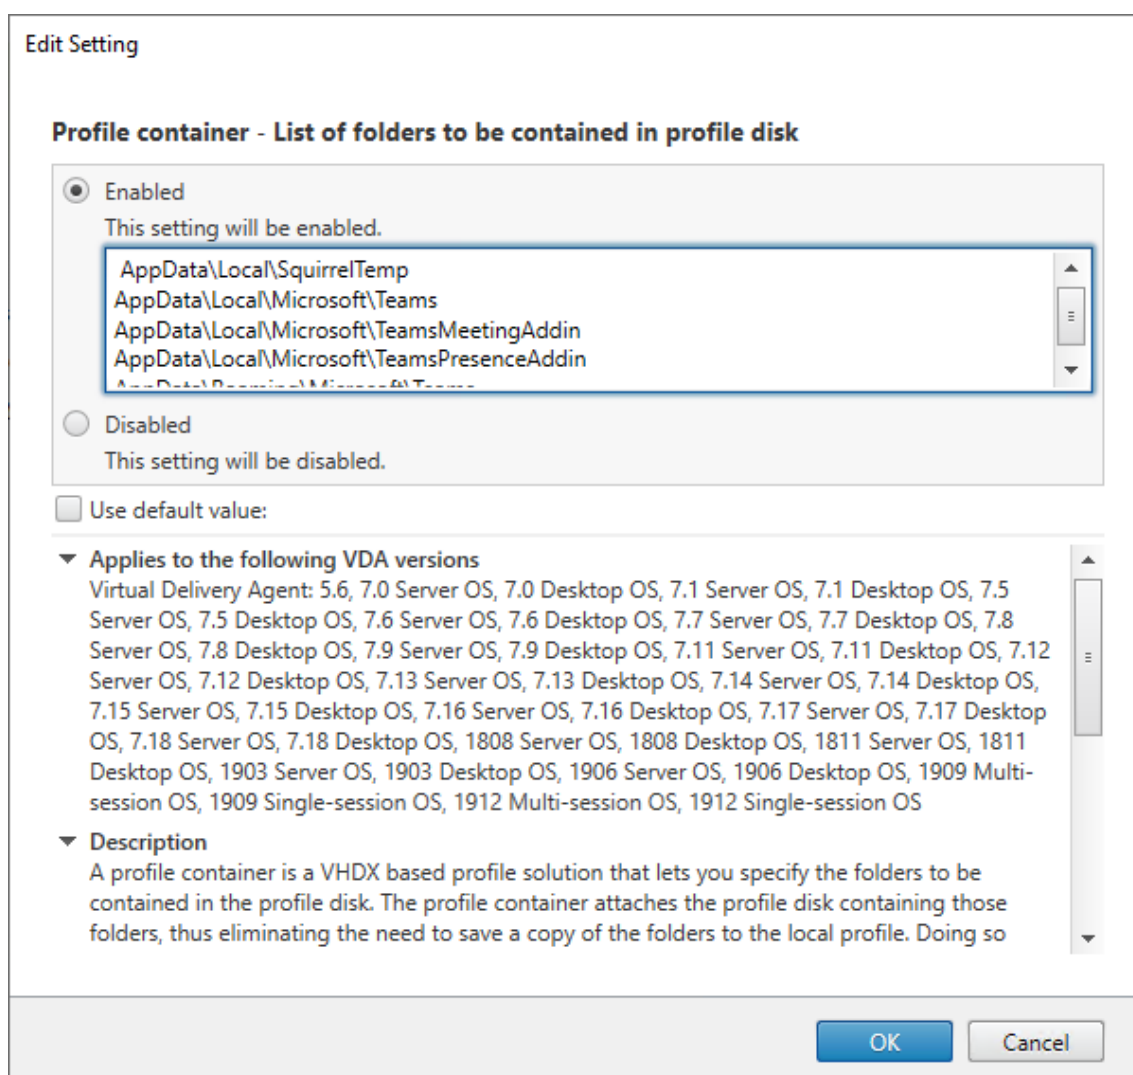 Edit Setting
Profile container - List of folders to be contained in profile disk
Enabled
This setting will be enabled.
AppData\Local\SquirrelTemp
AppData\Local\Microsoft\Teams
AppData\Local\Microsoft\TeamsMeetingAddin
AppData\Local\Microsoft\TeamsPresenceAddin
AppData\Roaming\Microsoft\Teams
Disabled
This setting will be disabled.
Use default value:
Applies to the following VDA versions
Virtual Delivery Agent: 5.6, 7.0 Server OS, 7.0 Desktop OS, 7.1 Server OS, 7.1 Desktop OS, 7.5
Server OS, 7.5 Desktop OS, 7.6 Server OS, 7.6 Desktop OS, 7.7 Server OS, 7.7 Desktop OS, 7.8
Server OS, 7.8 Desktop OS, 7.9 Server OS, 7.9 Desktop OS, 7.11 Server OS, 7.11 Desktop OS, 7.12
Server OS, 7.12 Desktop OS, 7.13 Server OS, 7.13 Desktop OS, 7.14 Server OS, 7.14 Desktop OS,
7.15 Server OS, 7.15 Desktop OS, 7.16 Server OS, 7.16 Desktop OS, 7.17 Server OS, 7.17 Desktop
OS, 7.18 Server OS, 7.18 Desktop OS, 1808 Server OS, 1808 Desktop OS, 1811 Server OS, 1811
Desktop OS, 1903 Server OS, 1903 Desktop OS, 1906 Server OS, 1906 Desktop OS, 1909 Multi-
session OS, 1909 Single-session OS, 1912 Multi-session OS, 1912 Single-session OS
Description
A profile container is a VHDX based profile solution that lets you specify the folders to be
contained in the profile disk. The profile container attaches the profile disk containing those
folders, thus eliminating the need to save a copy of the folders to the local profile. Doing so
OK
Cancel